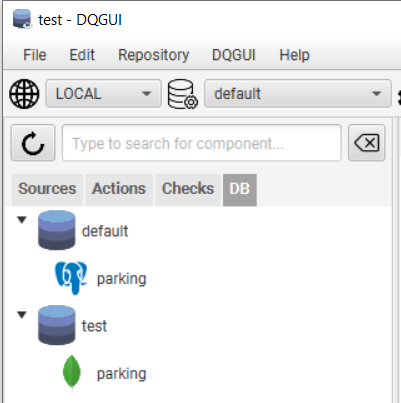 test - DQGUI
File Edit Repository DQGUI Help
LOCAL default
Type to search for component...
Sources Actions Checks DB
default
parking
test
parking